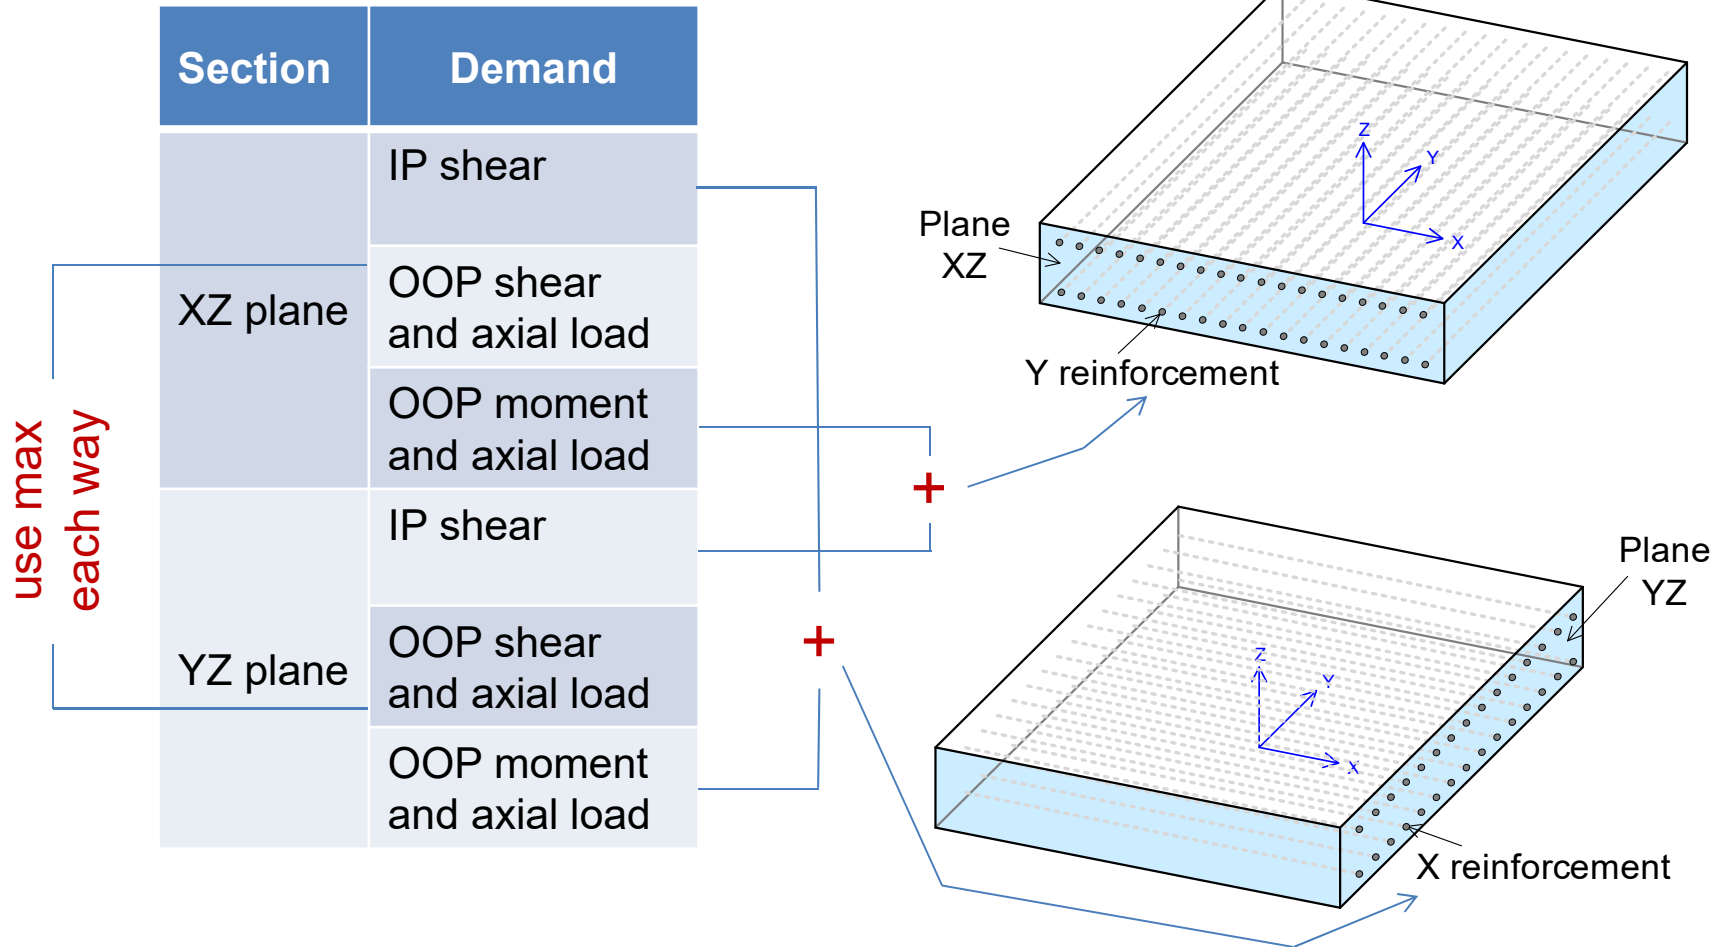 Section Demand
XZ plane
IP shear
OOP shear
and axial load
OOP moment
and axial load
YZ plane
IP shear
OOP shear
and axial load
OOP moment
and axial load
use max
each way
+
+
Plane
XZ
Z
Y
X
Y reinforcement
Plane
YZ
Z
Y
X
X reinforcement